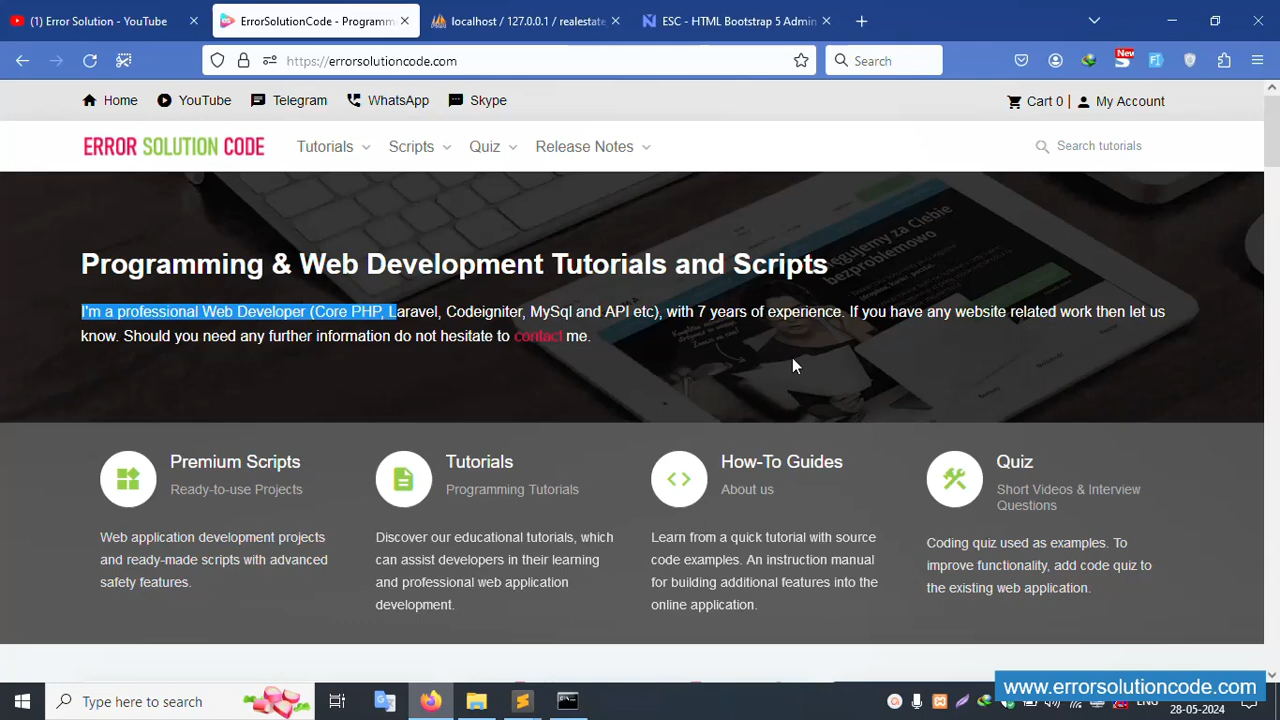 (1) Error Solution - YouTube
ErrorSolutionCode - Programm
localhost / 127.0.0.1 / realestate
ESC - HTML Bootstrap 5 Admin
https://errorsolutioncode.com
Search
New
Home
YouTube
Telegram
WhatsApp
Skype
Cart 0 |
My Account
ERROR SOLUTION CODE
Tutorials
Scripts
Quiz
Release Notes
Search tutorials
Programming & Web Development Tutorials and Scripts
I'm a professional Web Developer (Core PHP, Laravel, Codeigniter, MySql and API etc), with 7 years of experience. If you have any website related work then let us
know. Should you need any further information do not hesitate to contact me.
Premium Scripts
Ready-to-use Projects
Web application development projects
and ready-made scripts with advanced
safety features.
Tutorials
Programming Tutorials
Discover our educational tutorials, which
can assist developers in their learning
and professional web application
development.
How-To Guides
About us
Learn from a quick tutorial with source
code examples. An instruction manual
for building additional features into the
online application.
Quiz
Short Videos & Interview
Questions
Coding quiz used as examples. To
improve functionality, add code quiz to
the existing web application.
www.errorsolutioncode.com
Type here to search
ENG
28-05-2024